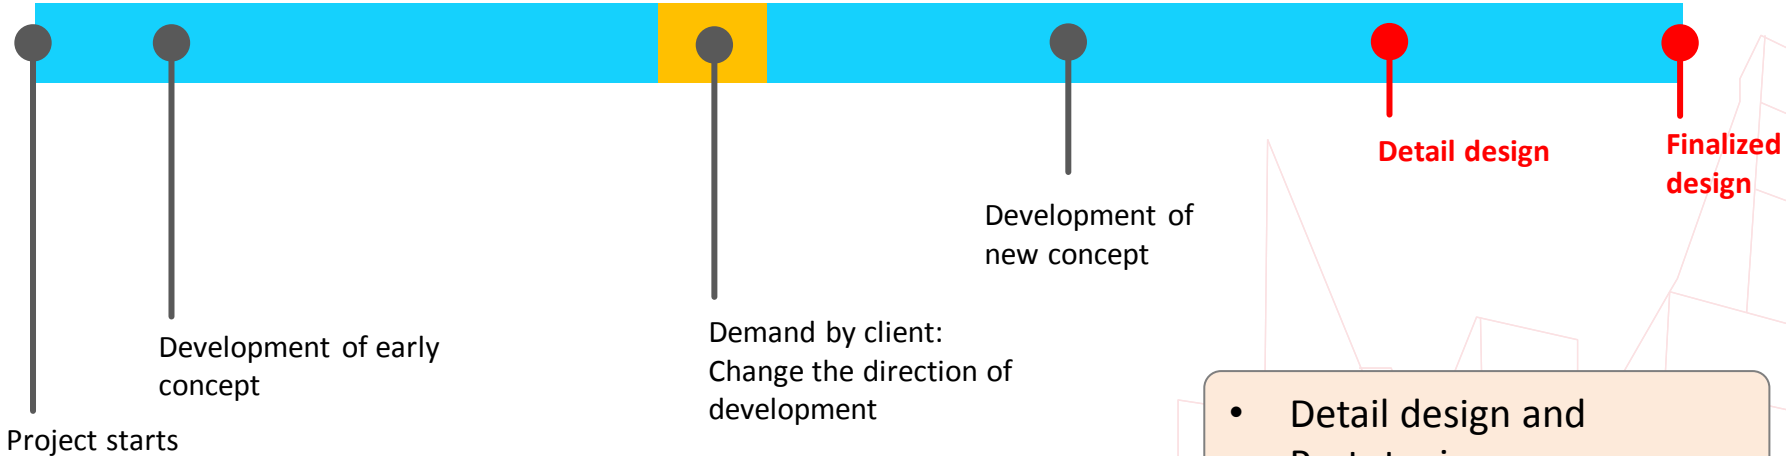 Detail design
Finalized
design
Development of
new concept
Demand by client:
Change the direction of
development
Development of early
concept
Project starts
• Detail design and